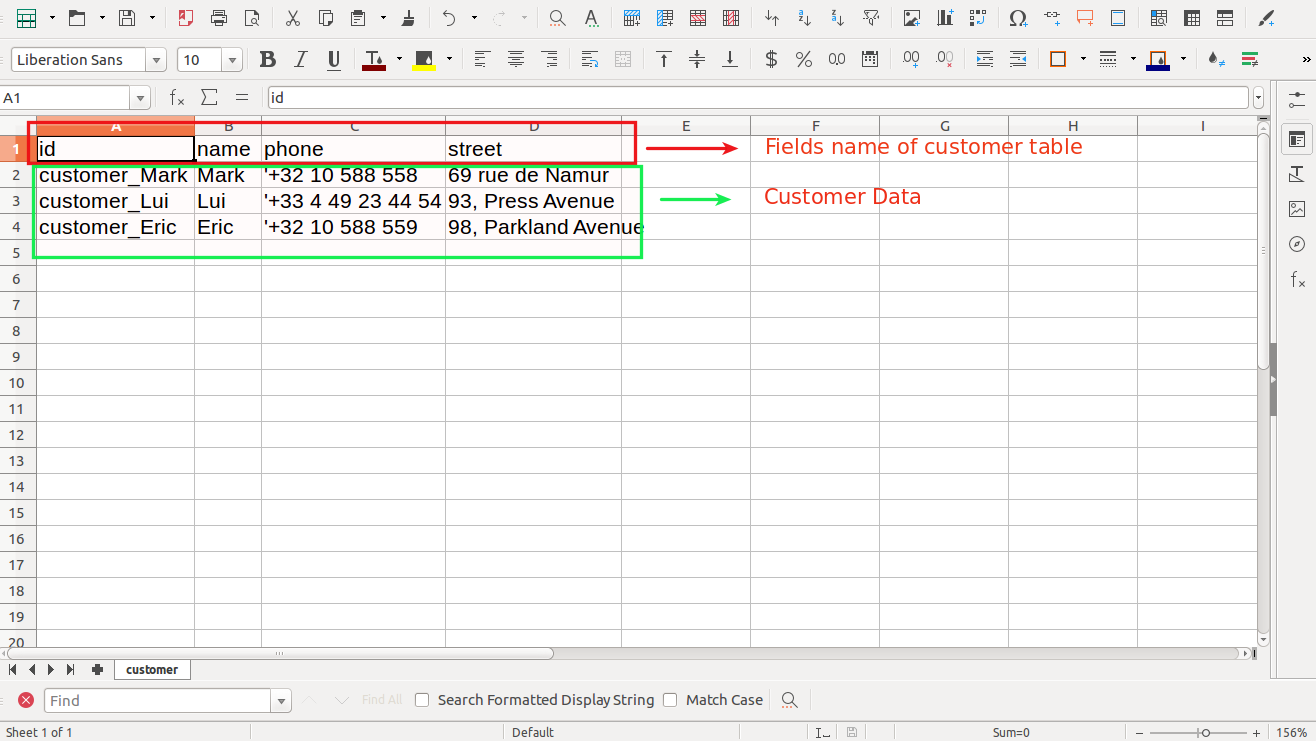 Liberation Sans 10
A1 id
A B C D E F G H I
1 id name phone street Fields name of customer table
2 customer_Mark Mark '+32 10 588 558 69 rue de Namur
3 customer_Lui Lui '+33 4 49 23 44 54 93, Press Avenue Customer Data
4 customer_Eric Eric '+32 10 588 559 98, Parkland Avenue
5
6
7
8
9
10
11
12
13
14
15
16
17
18
19
20
customer
Find Find All Search Formatted Display String Match Case
Sheet 1 of 1 Default Sum=0 156%